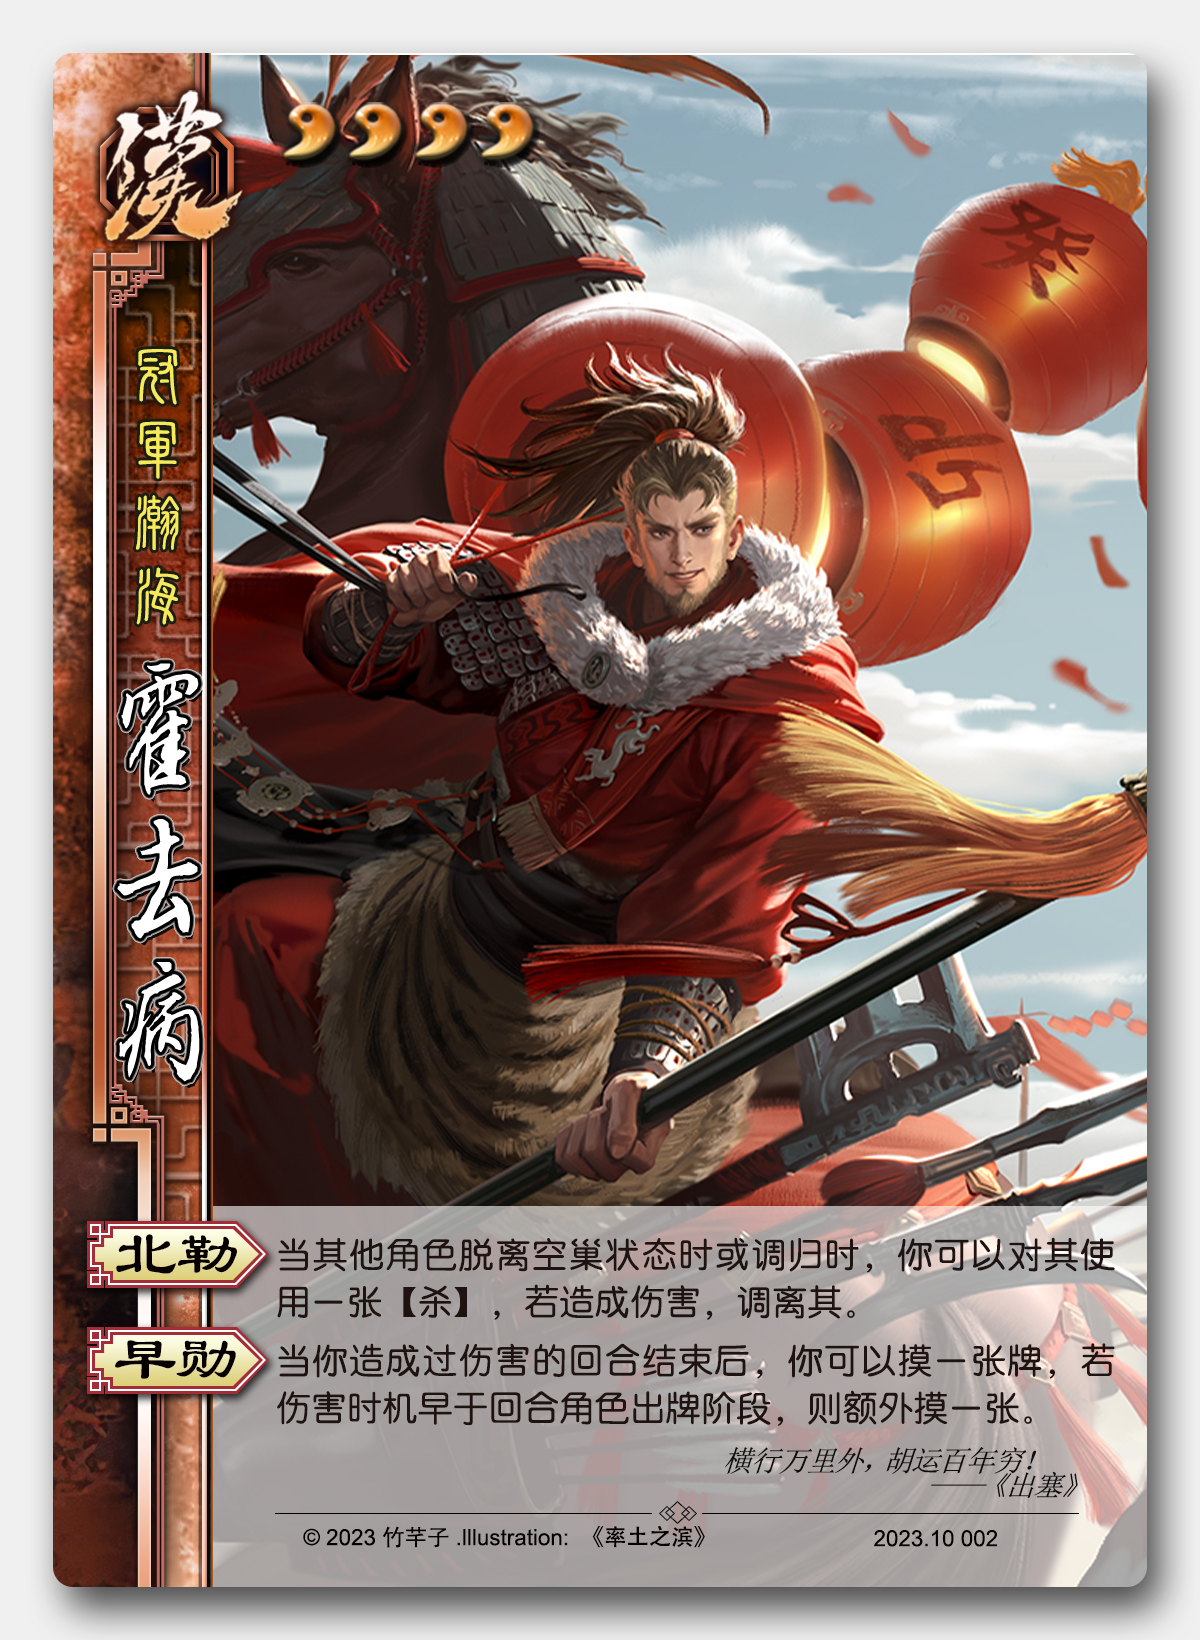 漢
冠軍瀚海
霍去病
癸
卯
北勒
当其他角色脱离空巢状态时或调归时，你可以对其使
用一张【杀】，若造成伤害，调离其。
早勋
当你造成过伤害的回合结束后，你可以摸一张牌，若
伤害时机早于回合角色出牌阶段，则额外摸一张。
横行万里外，胡运百年穷！
——《出塞》
© 2023 竹芊子 .Illustration: 《率土之滨》
2023.10 002